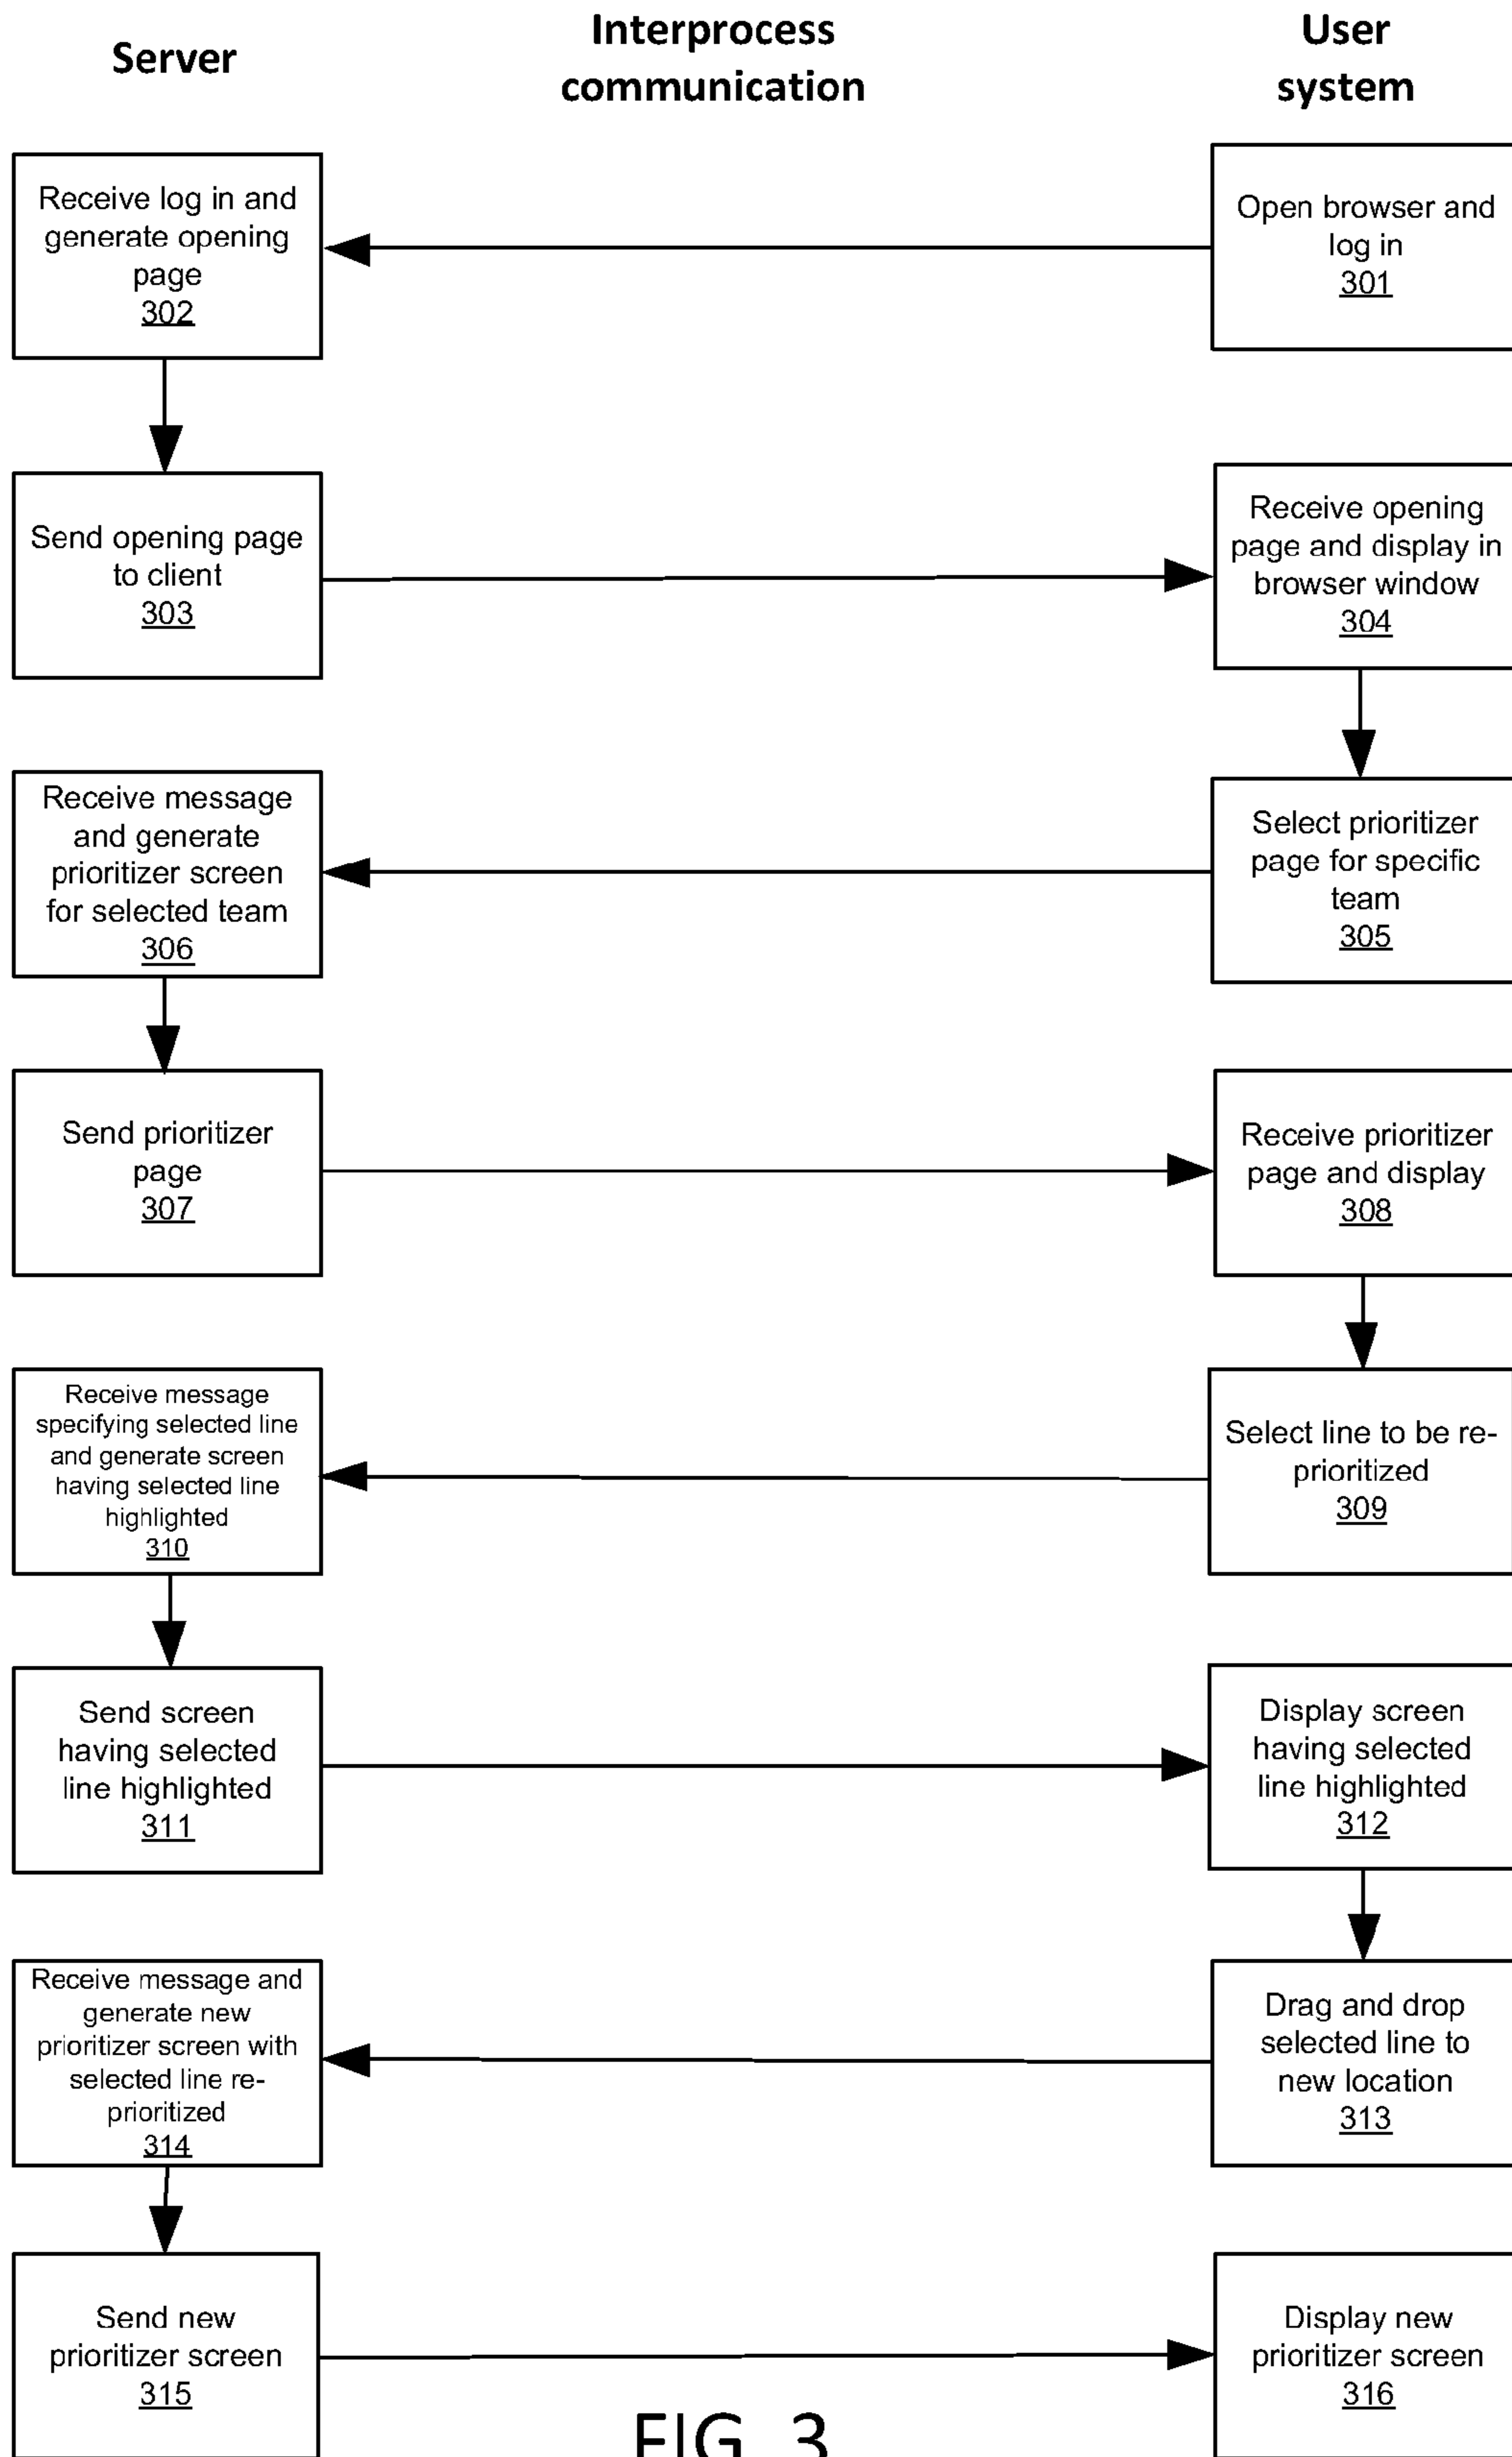 Server
Interprocess
communication
User
system
Receive log in and
generate opening
page
302
Open browser and
log in
301
Send opening page
to client
303
Receive opening
page and display in
browser window
304
Receive message
and generate
prioritizer screen
for selected team
306
Select prioritizer
page for specific
team
305
Send prioritizer
page
307
Receive prioritizer
page and display
308
Receive message
specifying selected line
and generate screen
having selected line
highlighted
310
Select line to be re-
prioritized
309
Send screen
having selected
line highlighted
311
Display screen
having selected
line highlighted
312
Receive message and
generate new
prioritizer screen with
selected line re-
prioritized
314
Drag and drop
selected line to
new location
313
Send new
prioritizer screen
315
Display new
prioritizer screen
316
FIG. 3